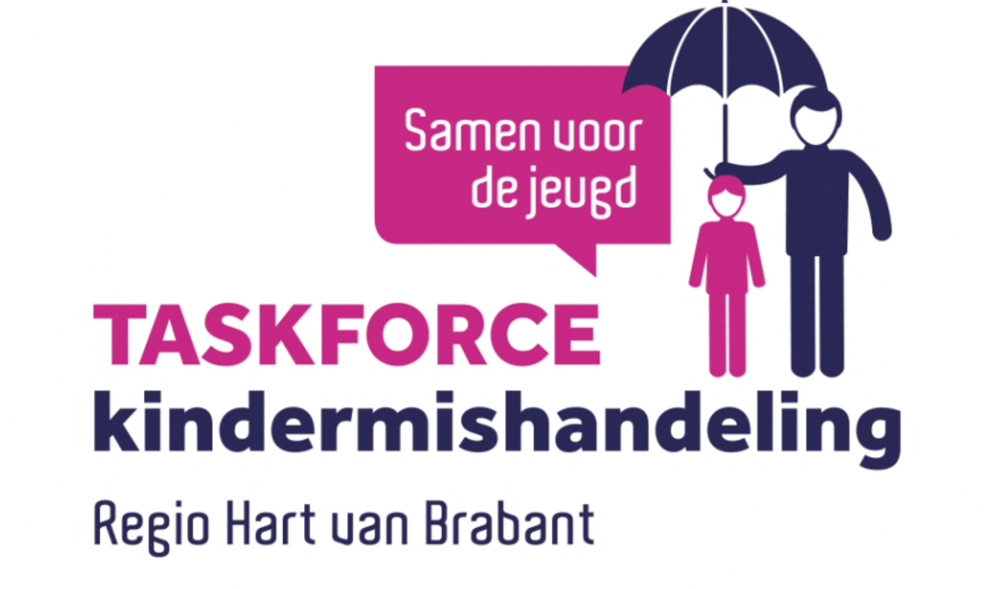 Samen voor
de jeugd
TASKFORCE
kindermishandeling
Regio Hart van Brabant